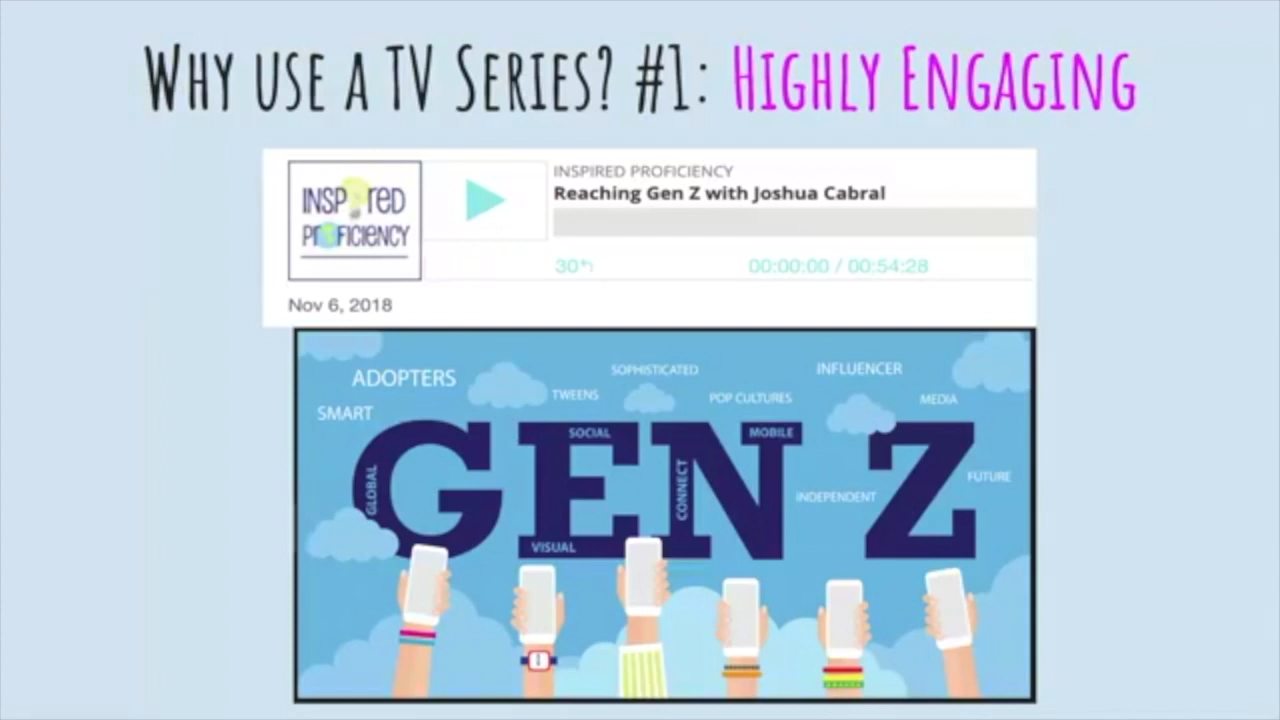 WHY USE A TV SERIES? #1: HIGHLY ENGAGING
INSPIRED
PROFICIENCY
INSPIRED PROFICIENCY
Reaching Gen Z with Joshua Cabral
30
00:00:00 / 00:54:28
Nov 6, 2018
ADOPTERS
SOPHISTICATED
INFLUENCER
TWEENS
POP CULTURES
MEDIA
SMART
GEN Z
SOCIAL
MOBILE
GLOBAL
CONNECT
FUTURE
INDEPENDENT
VISUAL